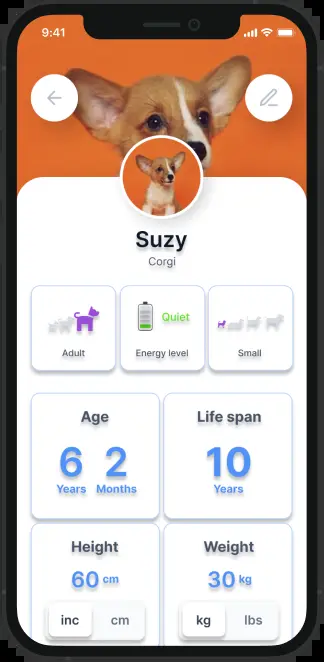 9:41
Suzy
Corgi
Quiet
Adult
Energy level
Small
Age
Life span
6 2
10
Years Months
Years
Height
Weight
60 cm
30 kg
inc cm
kg lbs